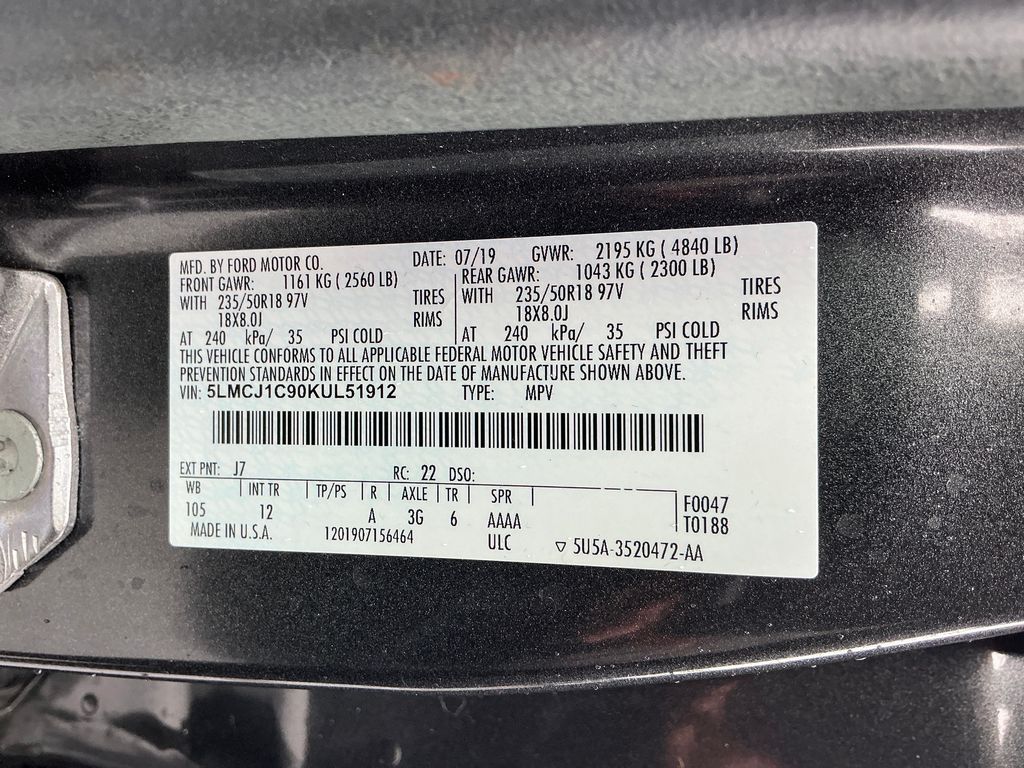 MFD. BY FORD MOTOR CO. DATE: 07/19 GVWR: 2195 KG ( 4840 LB)
FRONT GAWR: 1161 KG ( 2560 LB) REAR GAWR: 1043 KG ( 2300 LB)
WITH 235/50R18 97V TIRES WITH 235/50R18 97V TIRES
18X8.0J RIMS 18X8.0J RIMS
AT 240 kPa/ 35 PSI COLD AT 240 kPa/ 35 PSI COLD
THIS VEHICLE CONFORMS TO ALL APPLICABLE FEDERAL MOTOR VEHICLE SAFETY AND THEFT
PREVENTION STANDARDS IN EFFECT ON THE DATE OF MANUFACTURE SHOWN ABOVE.
VIN: 5LMCJ1C90KUL51912 TYPE: MPV
EXT PNT: J7 RC: 22 DSO:
WB INT TR TP/PS R AXLE TR SPR F0047
105 12 A 3G 6 AAAA T0188
MADE IN U.S.A. 1201907156464 ULC ▽ 5U5A-3520472-AA